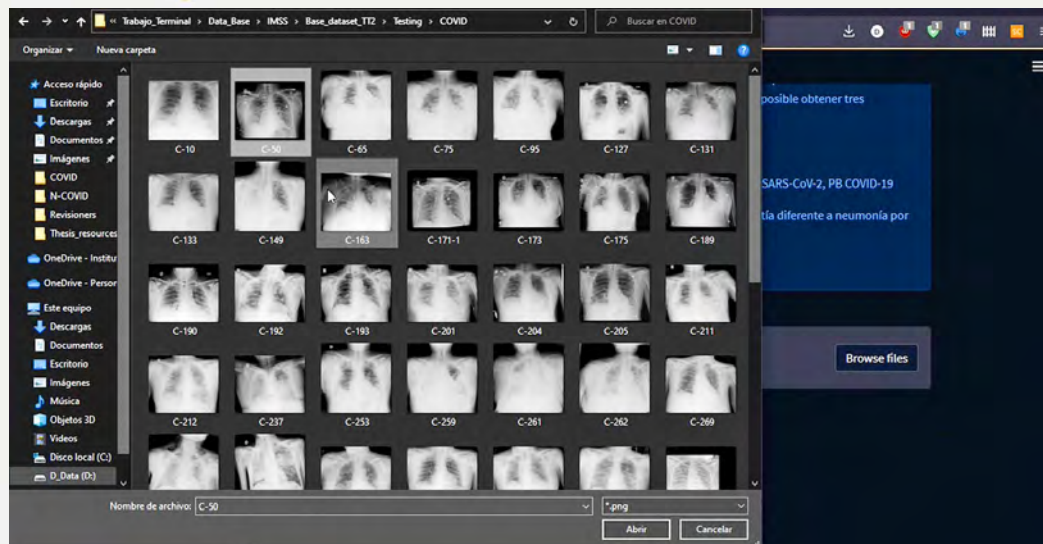 « Trabajo_Terminal > Data_Base > IMSS > Base_dataset_TT2 > Testing > COVID
Buscar en COVID
Organizar
Nueva carpeta
Acceso rápido
Escritorio
Descargas
Documentos
Imágenes
COVID
N-COVID
Revisioners
Thesis_resources
OneDrive - Institu
OneDrive - Persor
Este equipo
Descargas
Documentos
Escritorio
Imágenes
Música
Objetos 3D
Videos
Disco local (C:)
D_Data (D:)
C-10 C-50 C-65 C-75 C-95 C-127 C-131
C-133 C-149 C-163 C-171-1 C-173 C-175 C-189
C-190 C-192 C-193 C-201 C-204 C-205 C-211
C-212 C-237 C-253 C-259 C-261 C-262 C-269
Nombre de archivo: C-50
*.png
Abrir
Cancelar
posible obtener tres
SARS-CoV-2, PB COVID-19
tía diferente a neumonía por
Browse files